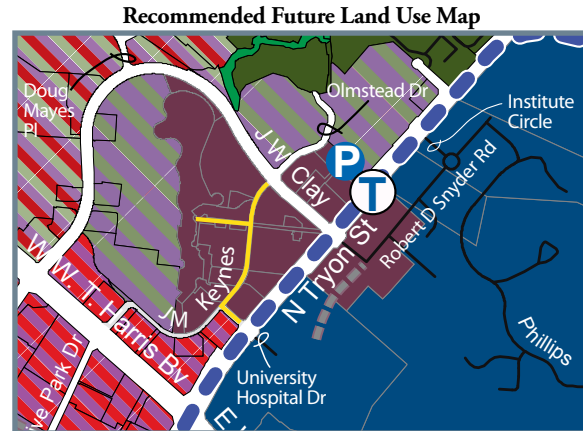 Recommended Future Land Use Map
Doug
Mayes
Pl
Olmstead Dr
Institute
Circle
J W Clay
P
T
Robert D Snyder Rd
Keynes
JM
N Tryon St
W W. T. Harris Bv
Phillips
University
Hospital Dr
ive Park Dr
E